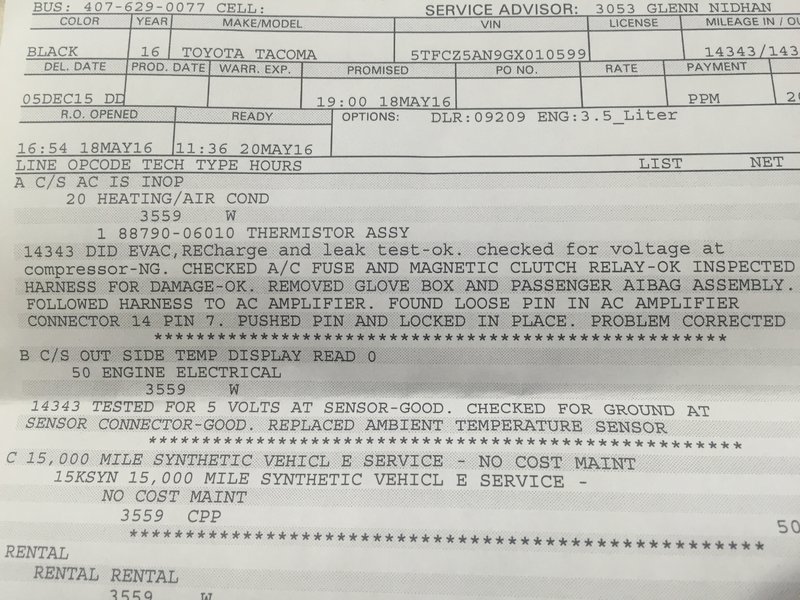 BUS: 407-629-0077 CELL: SERVICE ADVISOR: 3053 GLENN NIDHAN
COLOR YEAR MAKE/MODEL VIN LICENSE MILEAGE IN /
BLACK 16 TOYOTA TACOMA 5TFCZ5AN9GX010599 14343/143
DEL. DATE PROD. DATE WARR. EXP. PROMISED PO NO. RATE PAYMENT
05DEC15 DD 19:00 18MAY16 PPM
R.O. OPENED READY OPTIONS: DLR:09209 ENG:3.5_Liter
16:54 18MAY16 11:36 20MAY16
LINE OPCODE TECH TYPE HOURS LIST NET
A C/S AC IS INOP
20 HEATING/AIR COND
3559 W
1 88790-06010 THERMISTOR ASSY
14343 DID EVAC,RECharge and leak test-ok. checked for voltage at
compressor-NG. CHECKED A/C FUSE AND MAGNETIC CLUTCH RELAY-OK INSPECTED
HARNESS FOR DAMAGE-OK. REMOVED GLOVE BOX AND PASSENGER AIBAG ASSEMBLY.
FOLLOWED HARNESS TO AC AMPLIFIER. FOUND LOOSE PIN IN AC AMPLIFIER
CONNECTOR 14 PIN 7. PUSHED PIN AND LOCKED IN PLACE. PROBLEM CORRECTED
****************************************************
B C/S OUT SIDE TEMP DISPLAY READ 0
50 ENGINE ELECTRICAL
3559 W
14343 TESTED FOR 5 VOLTS AT SENSOR-GOOD. CHECKED FOR GROUND AT
SENSOR CONNECTOR-GOOD. REPLACED AMBIENT TEMPERATURE SENSOR
****************************************************
C 15,000 MILE SYNTHETIC VEHICL E SERVICE - NO COST MAINT
15KSYN 15,000 MILE SYNTHETIC VEHICL E SERVICE -
NO COST MAINT
3559 CPP
50
****************************************************
RENTAL
RENTAL RENTAL
3559 W